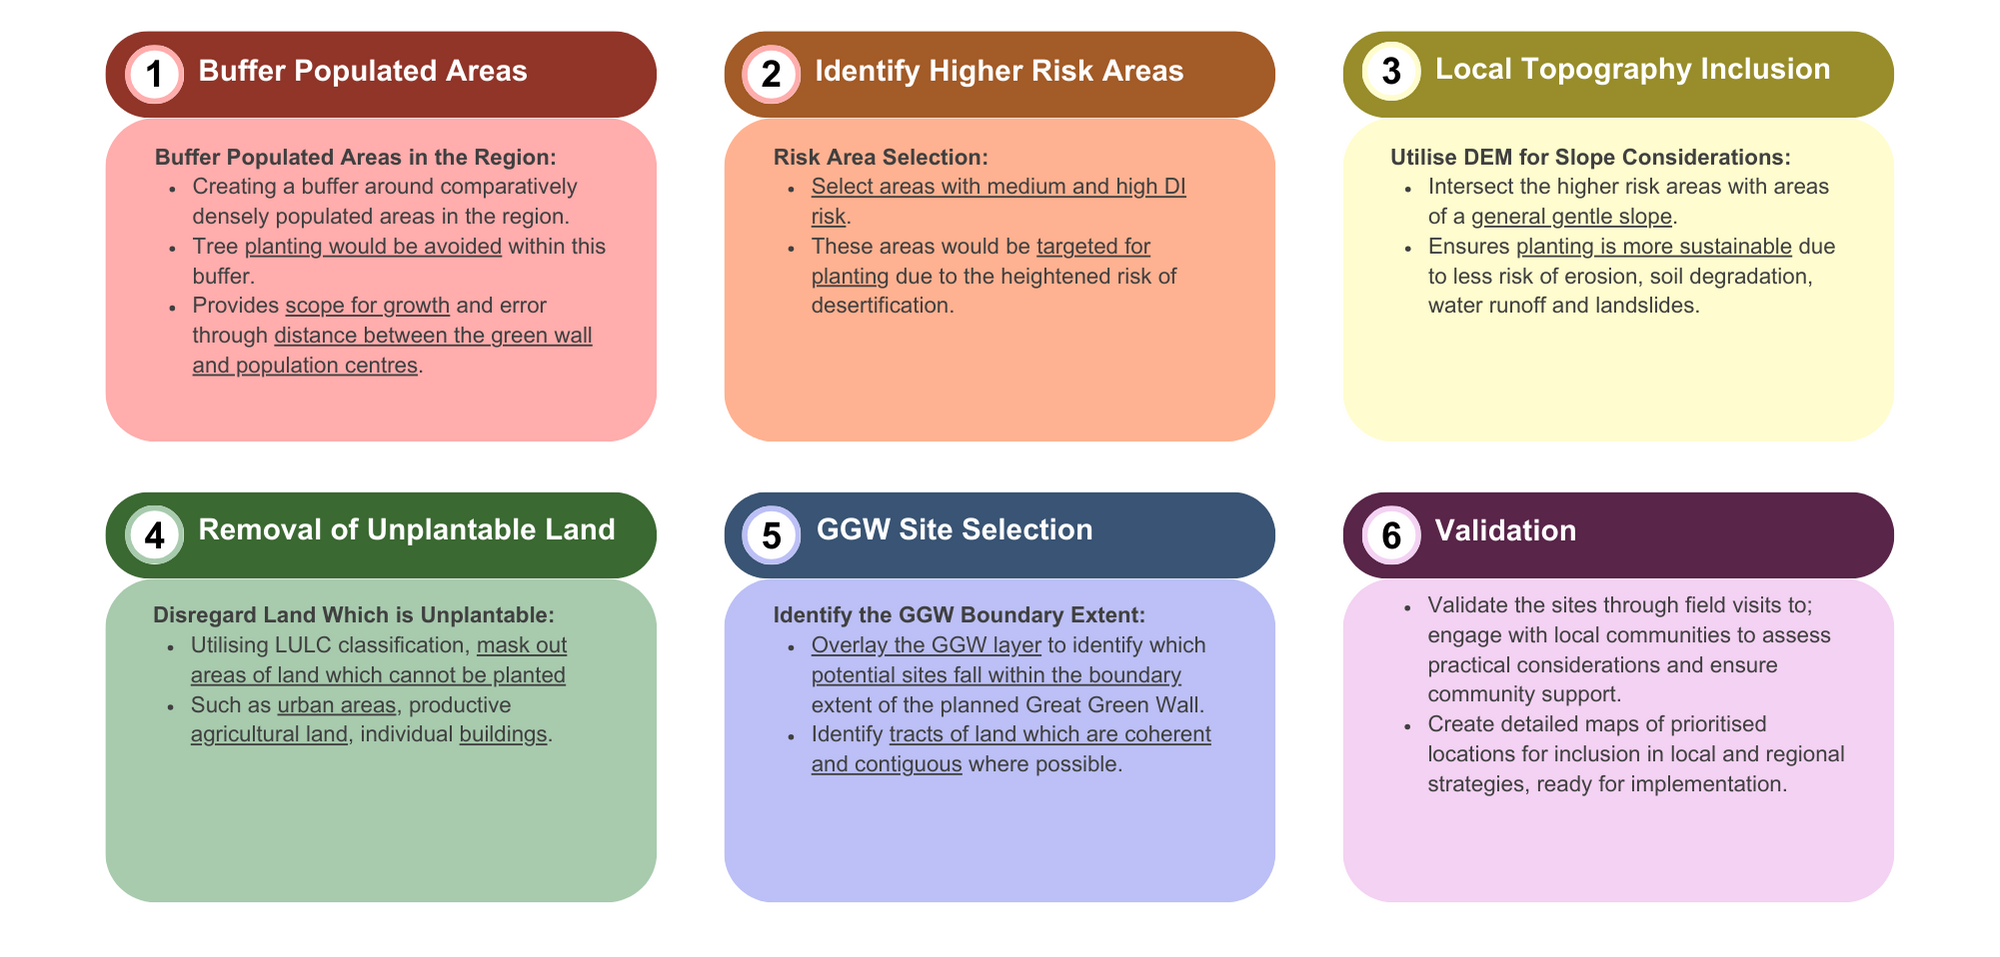 1 Buffer Populated Areas
Buffer Populated Areas in the Region:
• Creating a buffer around comparatively
densely populated areas in the region.
• Tree planting would be avoided within this
buffer.
• Provides scope for growth and error
through distance between the green wall
and population centres.
2 Identify Higher Risk Areas
Risk Area Selection:
• Select areas with medium and high DI
risk.
• These areas would be targeted for
planting due to the heightened risk of
desertification.
3 Local Topography Inclusion
Utilise DEM for Slope Considerations:
• Intersect the higher risk areas with areas
of a general gentle slope.
• Ensures planting is more sustainable due
to less risk of erosion, soil degradation,
water runoff and landslides.
4 Removal of Unplantable Land
Disregard Land Which is Unplantable:
• Utilising LULC classification, mask out
areas of land which cannot be planted
• Such as urban areas, productive
agricultural land, individual buildings.
5 GGW Site Selection
Identify the GGW Boundary Extent:
• Overlay the GGW layer to identify which
potential sites fall within the boundary
extent of the planned Great Green Wall.
• Identify tracts of land which are coherent
and contiguous where possible.
6 Validation
• Validate the sites through field visits to;
engage with local communities to assess
practical considerations and ensure
community support.
• Create detailed maps of prioritised
locations for inclusion in local and regional
strategies, ready for implementation.